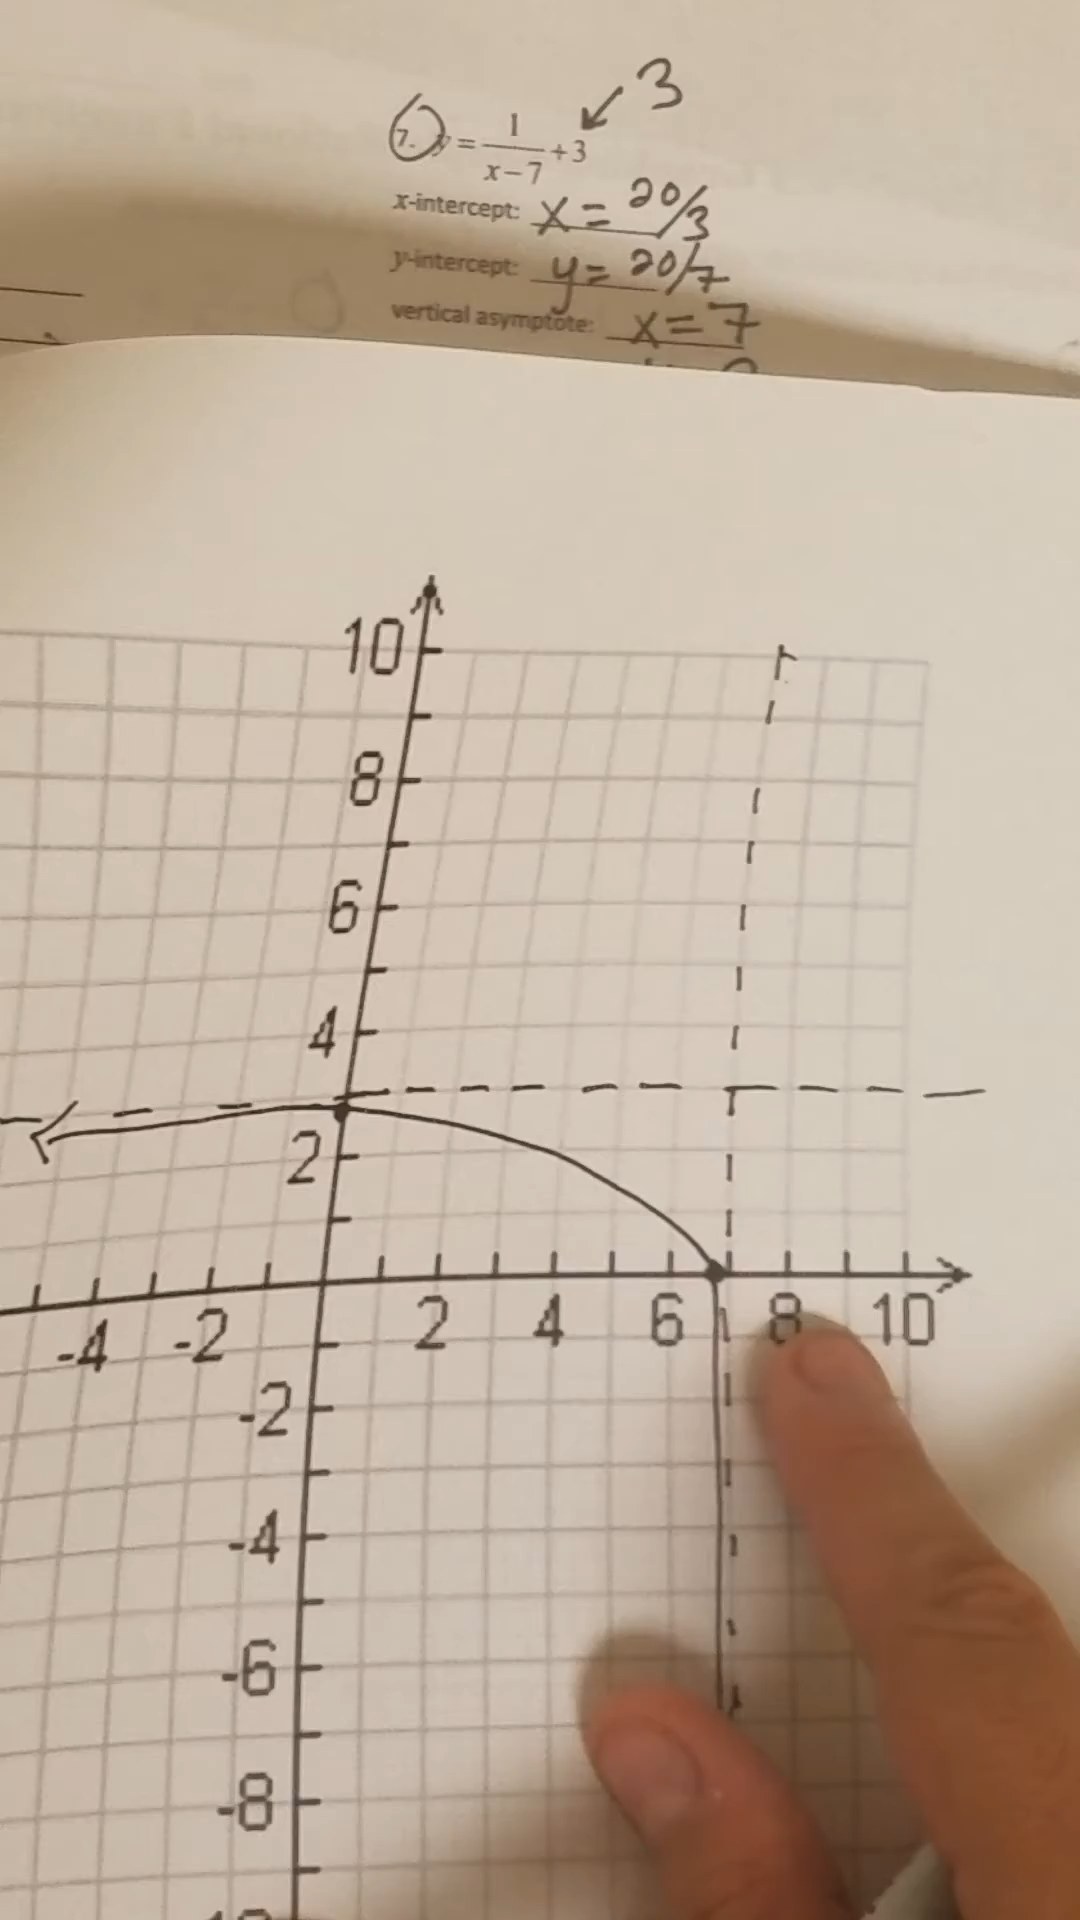 3
7. y = 1/(x-7) +3
x-intercept: x = 20/3
y-intercept: y = 20/7
vertical asymptote: x = 7
10
8
6
4
2
-4 -2 2 4 6 8 10
-2
-4
-6
-8